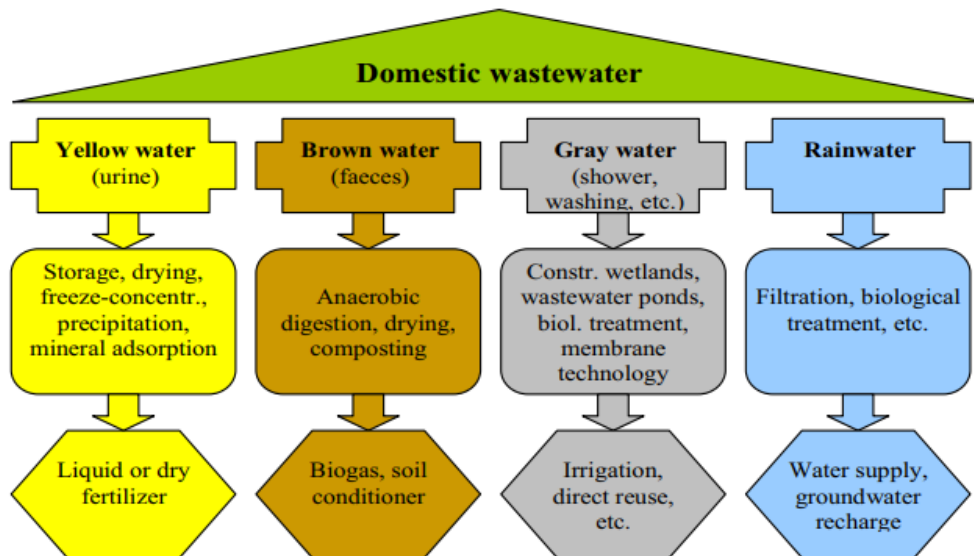 Domestic wastewater
Yellow water
(urine)
Storage, drying,
freeze-concentr.,
precipitation,
mineral adsorption
Liquid or dry
fertilizer
Brown water
(faeces)
Anaerobic
digestion, drying,
composting
Biogas, soil
conditioner
Gray water
(shower,
washing, etc.)
Constr. wetlands,
wastewater ponds,
biol. treatment,
membrane
technology
Irrigation,
direct reuse,
etc.
Rainwater
Filtration, biological
treatment, etc.
Water supply,
groundwater
recharge